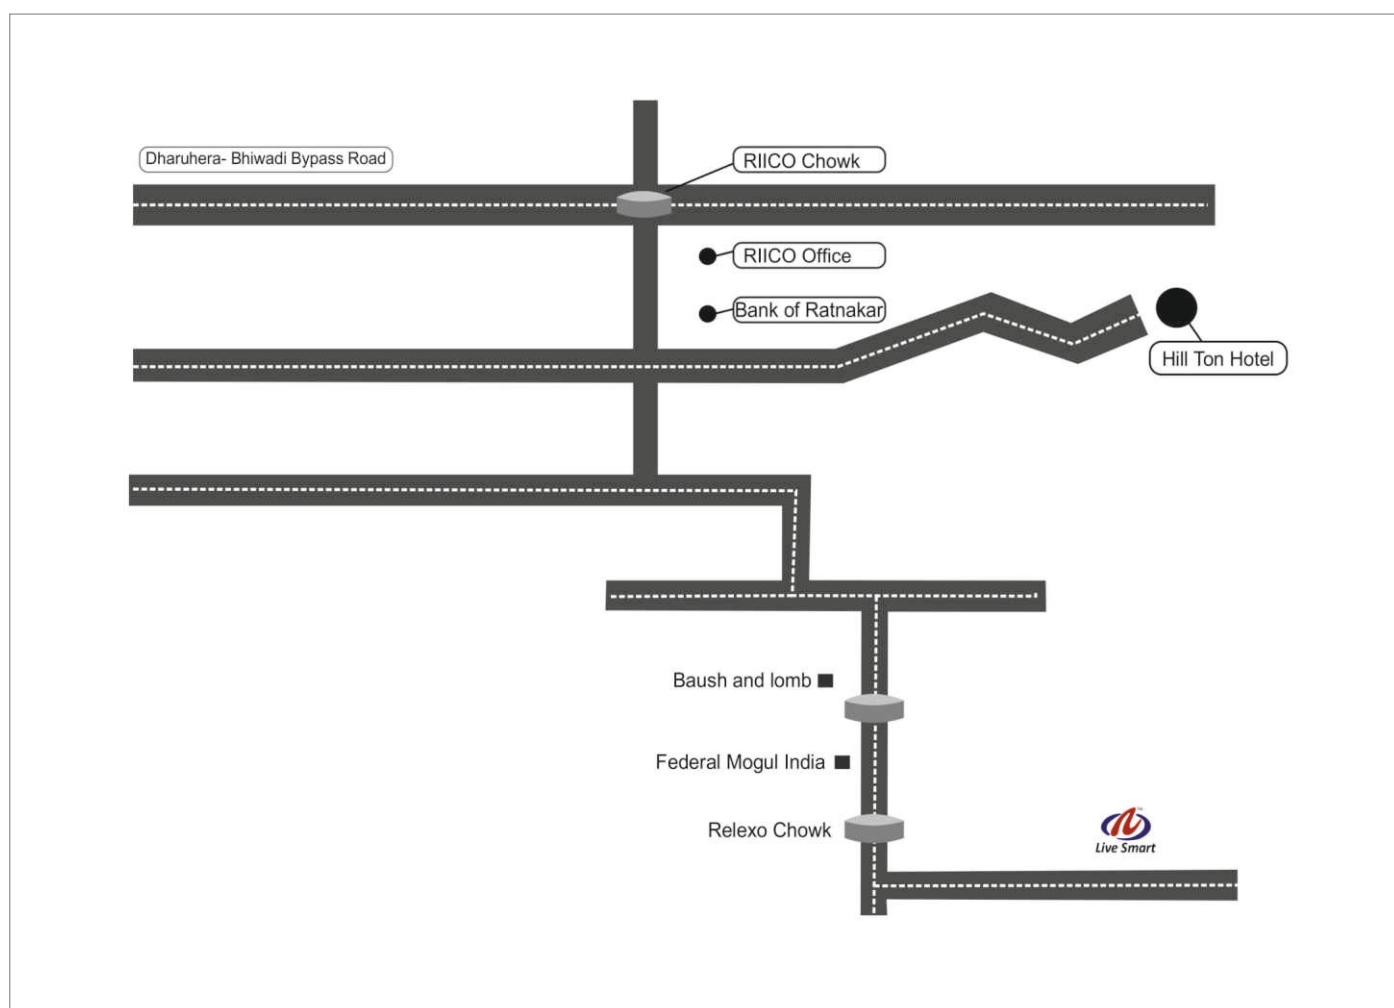 Dharuhera- Bhiwadi Bypass Road
RIICO Chowk
RIICO Office
Bank of Ratnakar
Hill Ton Hotel
Baush and lomb
Federal Mogul India
Relexo Chowk
Live Smart